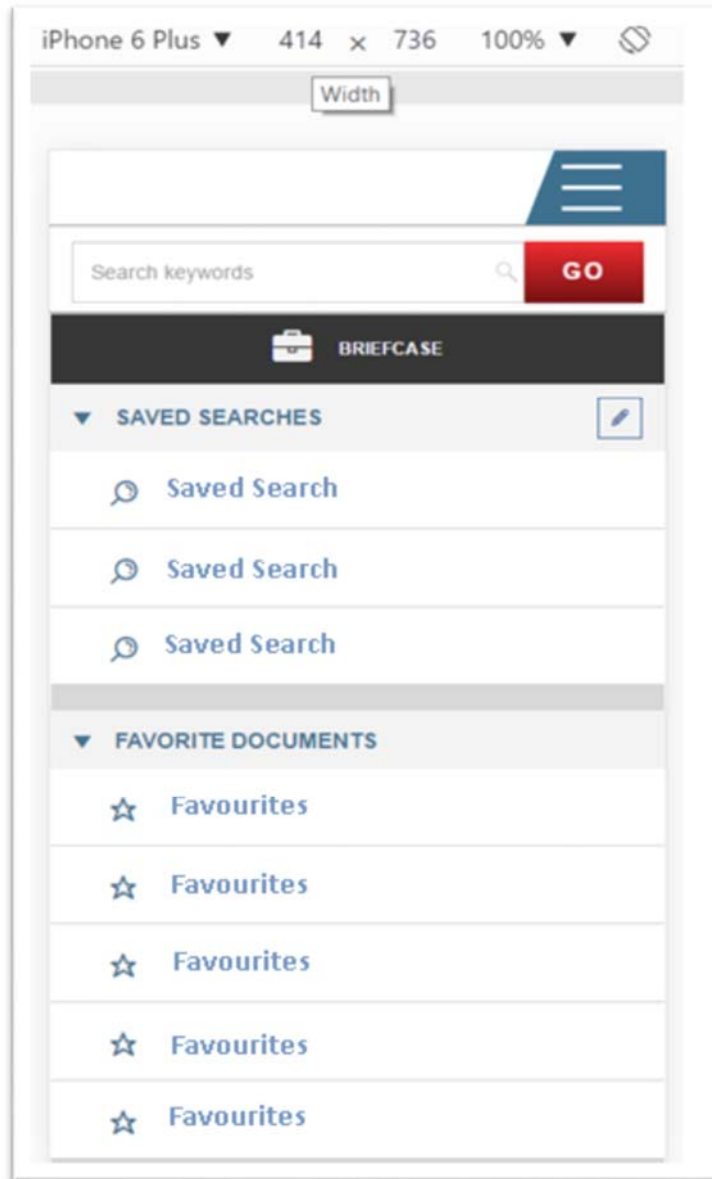 iPhone 6 Plus ▼ 414 × 736 100% ▼
Width
Search keywords GO
BRIEFCASE
SAVED SEARCHES
Saved Search
Saved Search
Saved Search
FAVORITE DOCUMENTS
Favourites
Favourites
Favourites
Favourites
Favourites